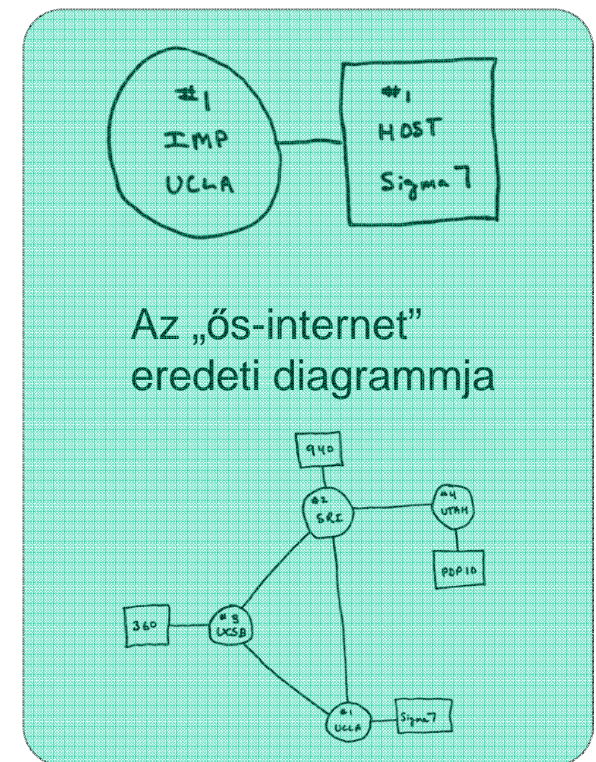 #1
IMP
UCLA
#1
HOST
Sigma 7
Az „ős-internet”
eredeti diagrammja
940
#2
SRI
#4
UTAH
PDP10
360
#3
UCSB
#1
UCLA
Sigma 7